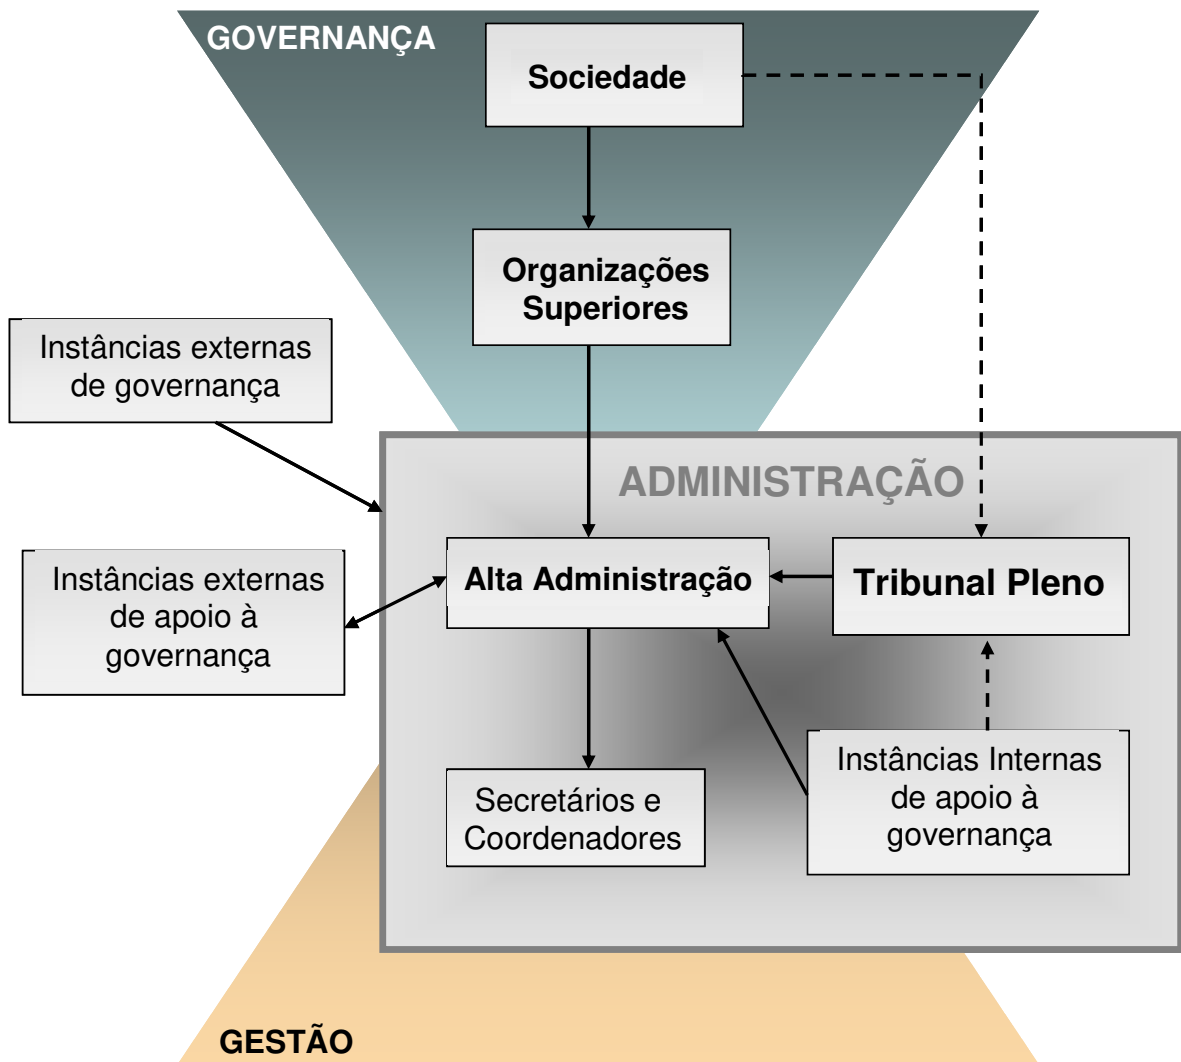 GOVERNANÇA
Sociedade
Organizações
Superiores
Instâncias externas
de governança
ADMINISTRAÇÃO
Instâncias externas
de apoio à
governança
Alta Administração
Tribunal Pleno
Secretários e
Coordenadores
Instâncias Internas
de apoio à
governança
GESTÃO